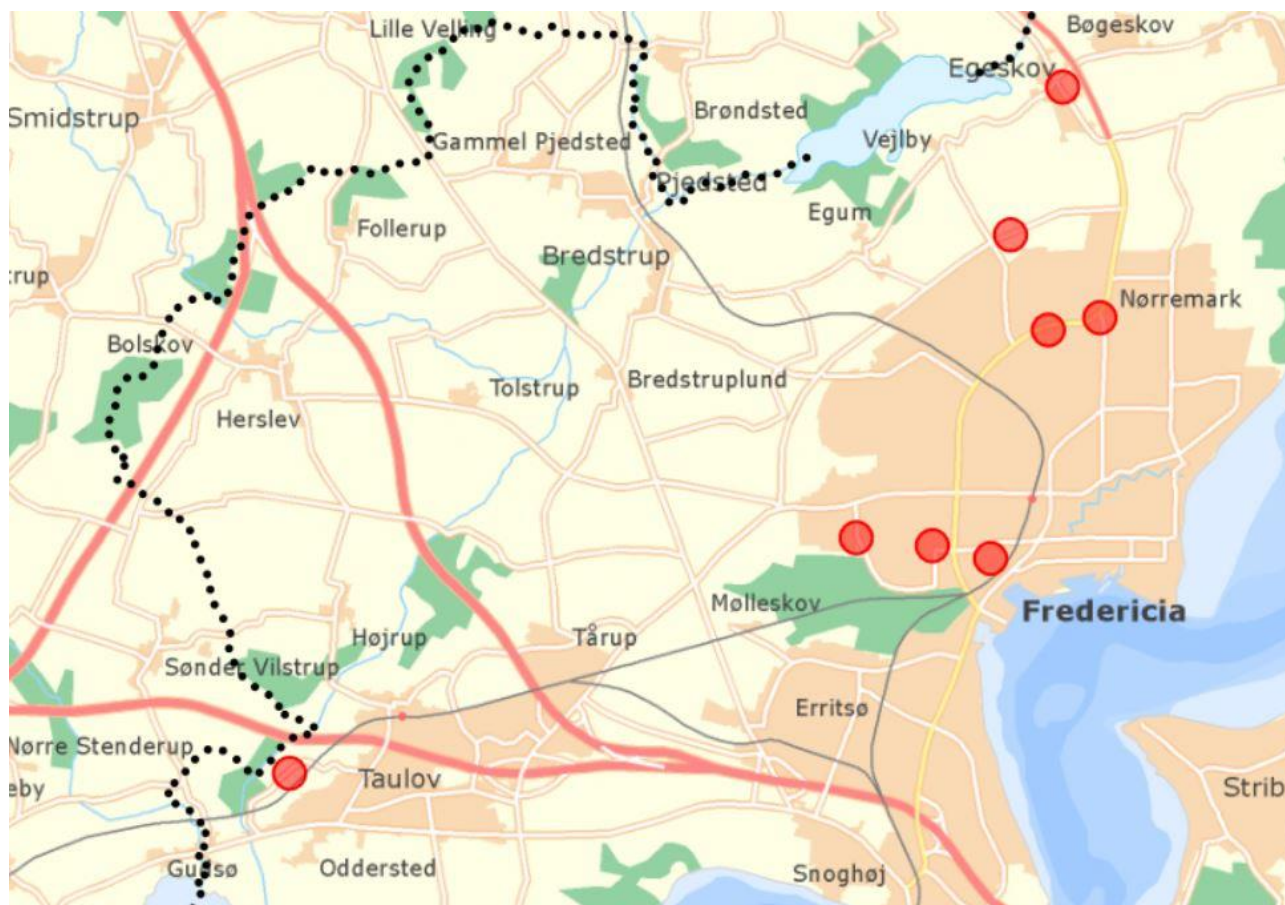 Lille Velling
Bøgeskov
Egeskov
Smidstrup
Brøndsted
Gammel Pjedsted
Vejlby
Pjedsted
Egum
Follerup
Bredstrup
rup
Nørremark
Bolskov
Tolstrup
Bredstruplund
Herslev
Mølleskov
Fredericia
Højrup
Tårup
Sønder Vilstrup
Erritsø
Nørre Stenderup
Taulov
eby
Strib
Gudsø
Oddersted
Snoghøj